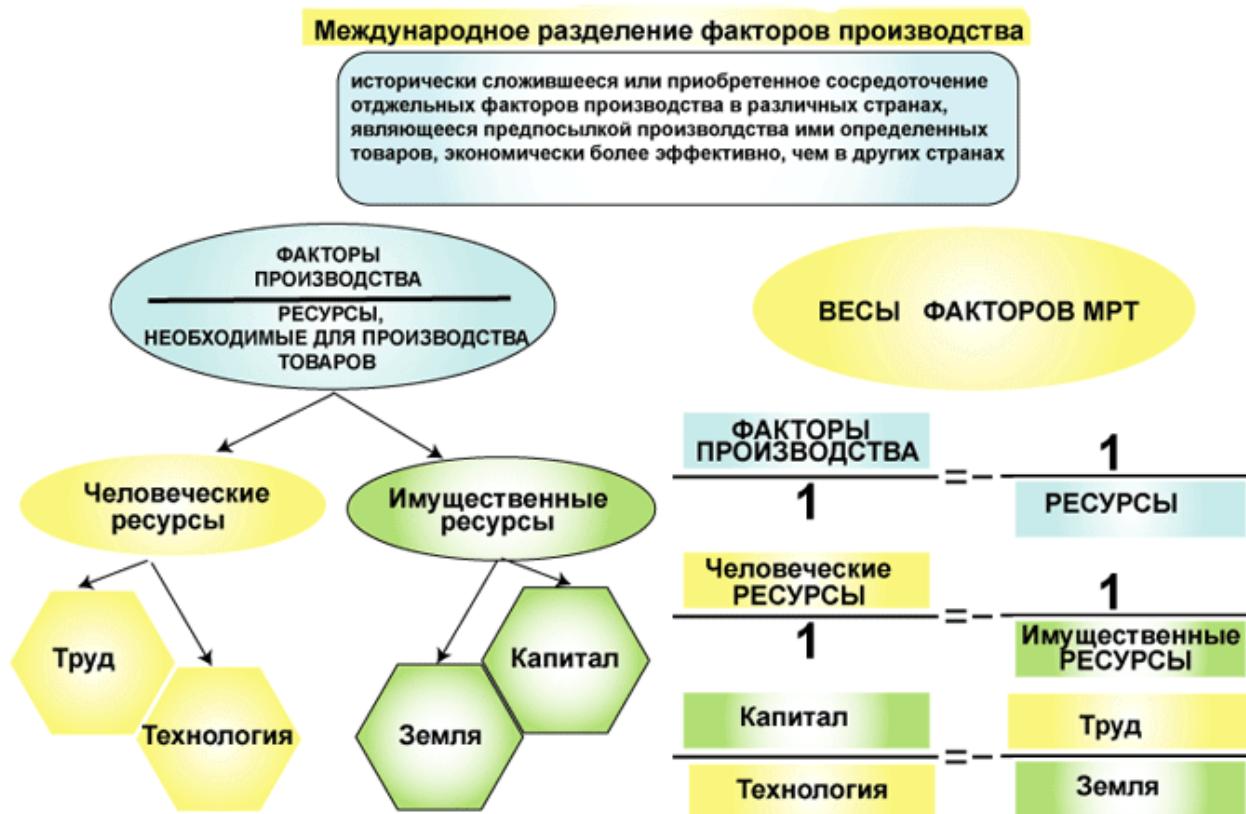 Международное разделение факторов производства
исторически сложившееся или приобретенное сосредоточение
отджельных факторов производства в различных странах,
являющееся предпосылкой произволдства ими определенных
товаров, экономически более эффективно, чем в других странах
ФАКТОРЫ
ПРОИЗВОДСТВА
РЕСУРСЫ,
НЕОБХОДИМЫЕ ДЛЯ ПРОИЗВОДСТВА
ТОВАРОВ
Человеческие
ресурсы
Имущественные
ресурсы
Труд
Технология
Земля
Капитал
ВЕСЫ ФАКТОРОВ МРТ
ФАКТОРЫ
ПРОИЗВОДСТВА
1
=-
1
РЕСУРСЫ
Человеческие
РЕСУРСЫ
1
=-
1
Имущественные
РЕСУРСЫ
Капитал
Технология
=-
Труд
Земля